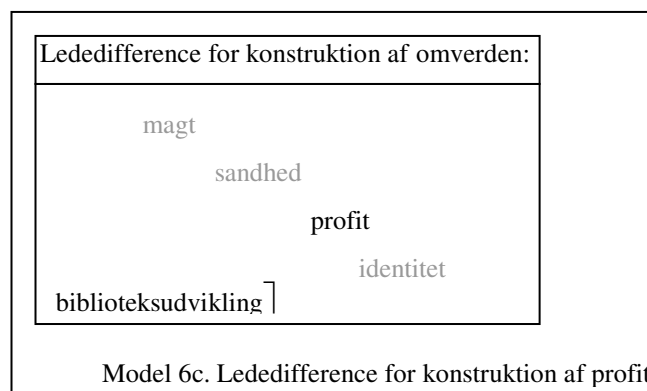 Lededifference for konstruktion af omverden:
magt
sandhed
profit
identitet
biblioteksudvikling
Model 6c. Lededifference for konstruktion af profit